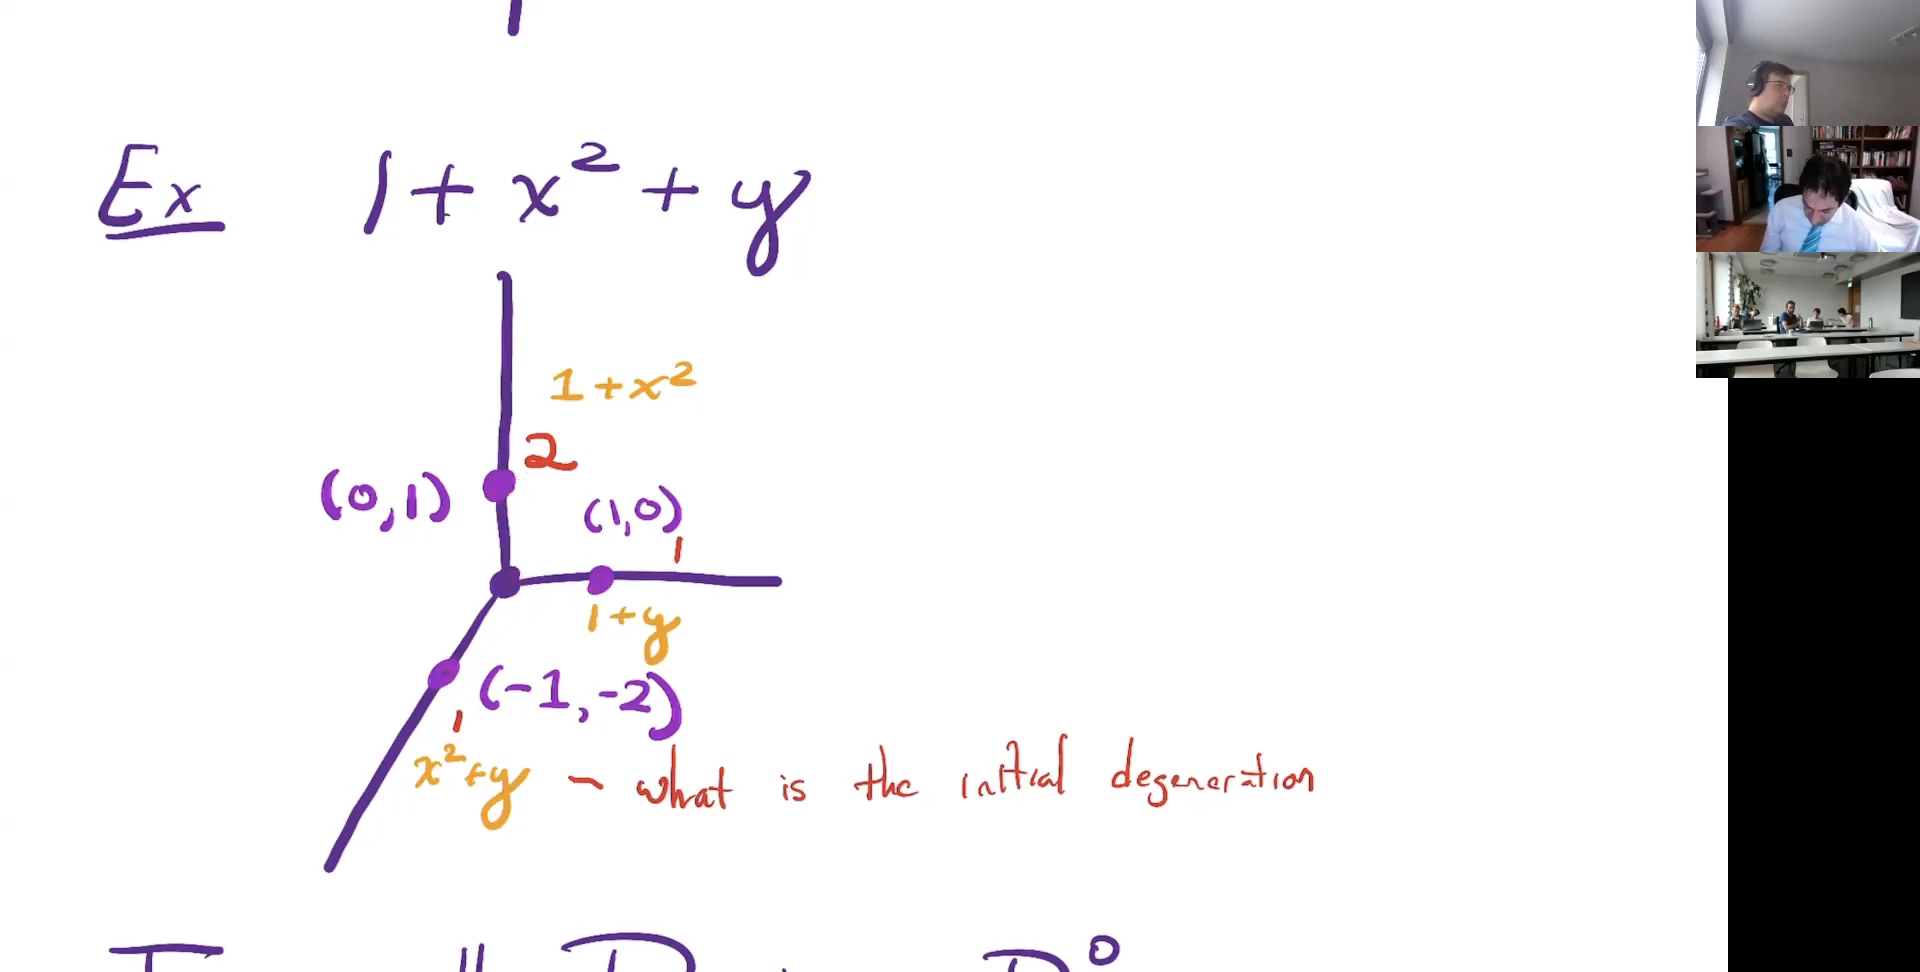 Ex 1 + x² + y
1 + x²
2
(0,1) (1,0)
1
1 + y
(-1, -2)
1
x² + y - what is the initial degeneration